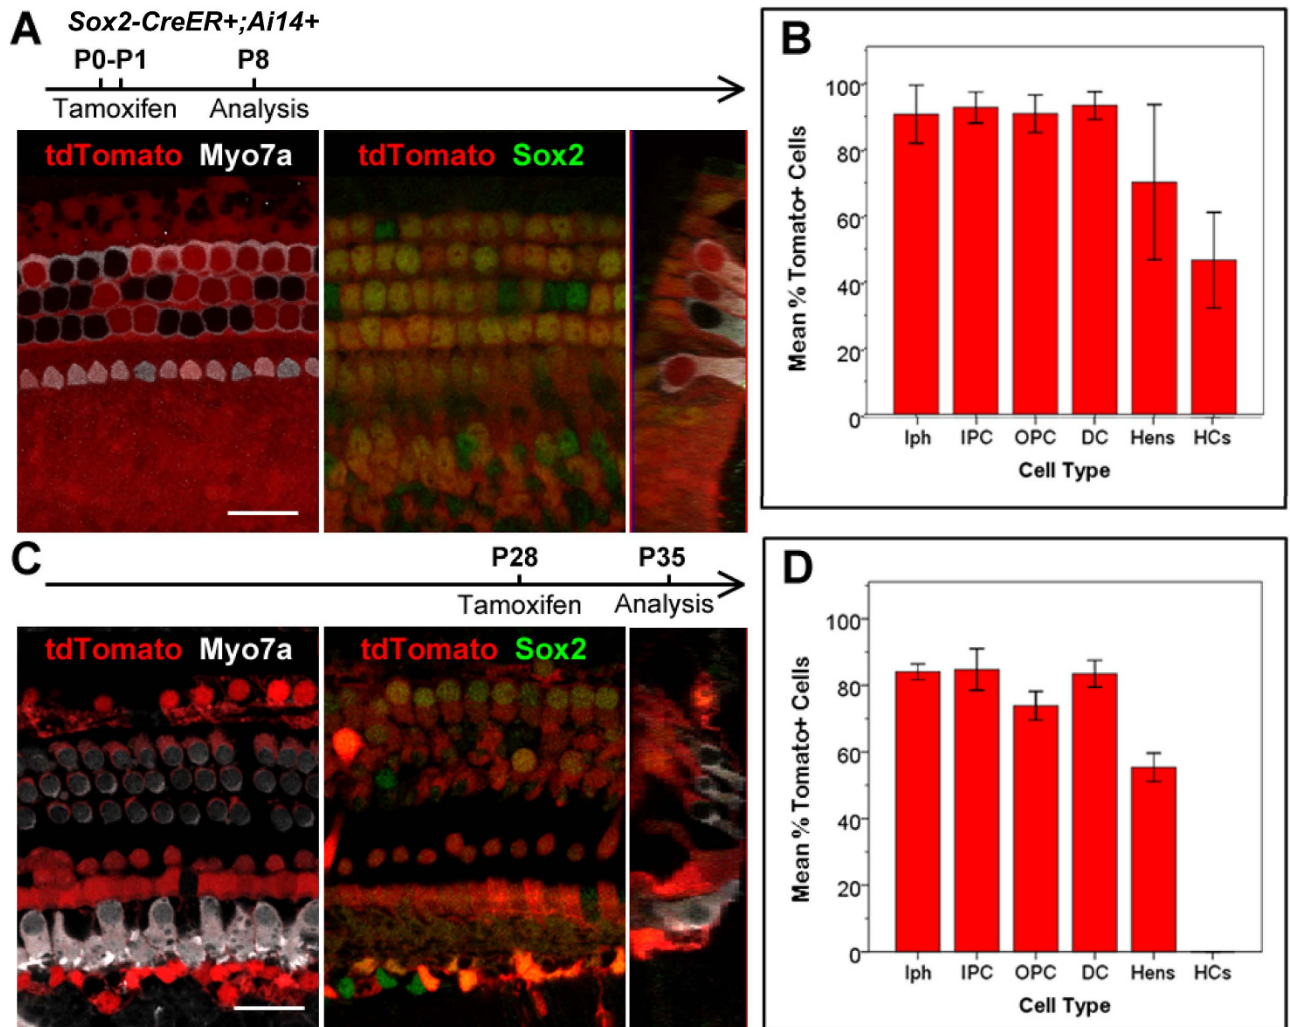 A
Sox2-CreER+;Ai14+
P0-P1 P8
Tamoxifen Analysis
tdTomato Myo7a
tdTomato Sox2
B
100
80
60
40
20
0
Mean % Tomato+ Cells
Iph IPC OPC DC Hens HCs
Cell Type
C
P28 P35
Tamoxifen Analysis
tdTomato Myo7a
tdTomato Sox2
D
100
80
60
40
20
0
Mean % Tomato+ Cells
Iph IPC OPC DC Hens HCs
Cell Type